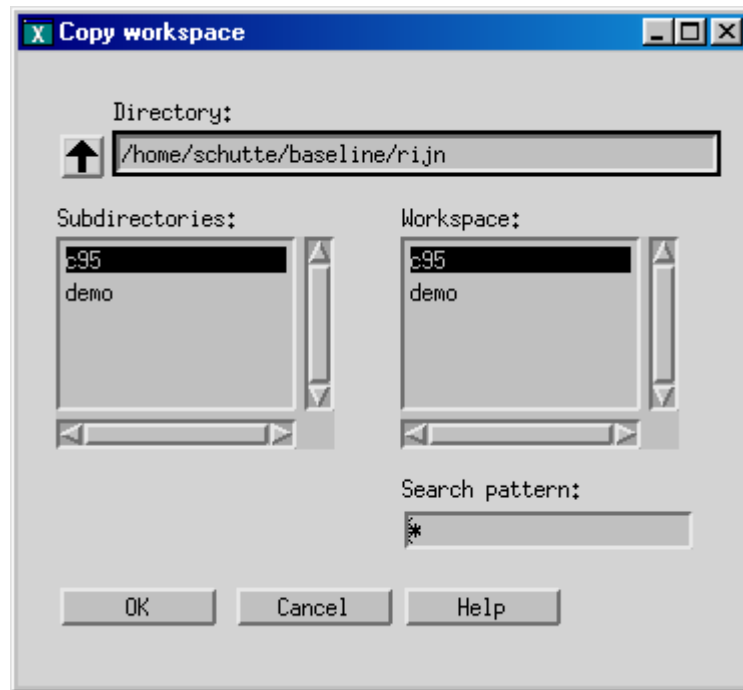 X Copy workspace
Directory:
/home/schutte/baseline/rijn
Subdirectories:
c95
demo
Workspace:
c95
demo
Search pattern:
*
OK
Cancel
Help